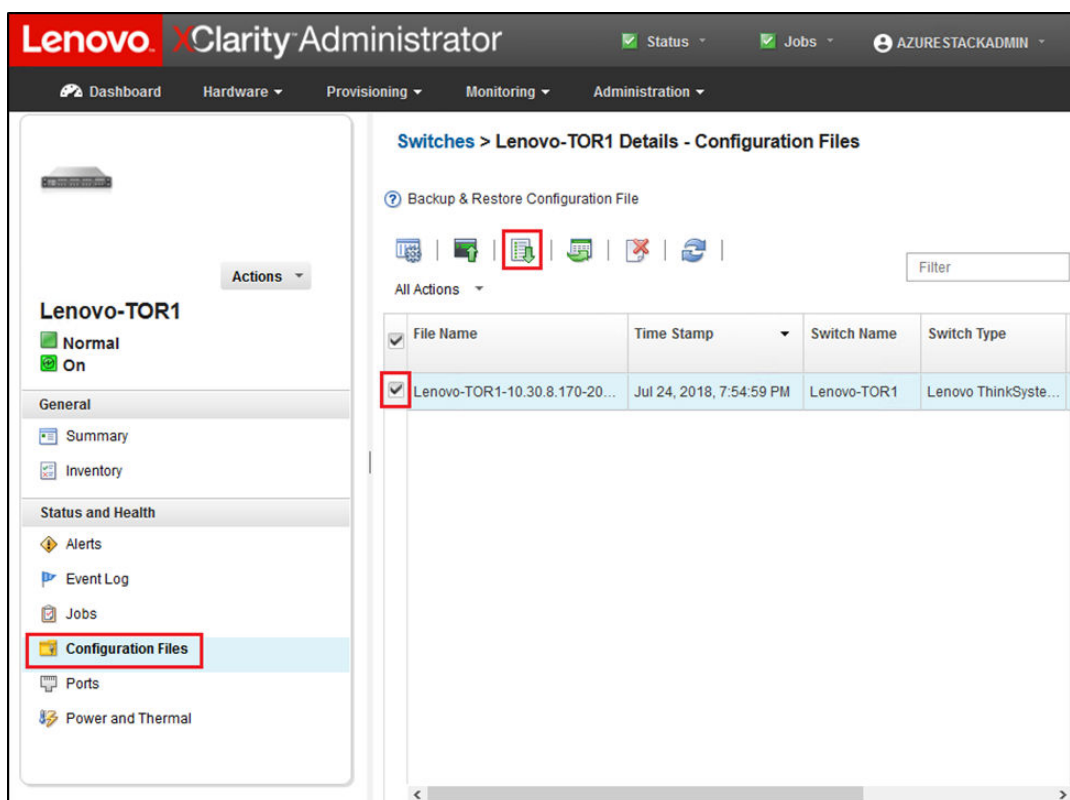 Lenovo. XClarity Administrator
Status
Jobs
AZURESTACKADMIN
Dashboard
Hardware
Provisioning
Monitoring
Administration
Switches > Lenovo-TOR1 Details - Configuration Files
Backup & Restore Configuration File
Actions
All Actions
Filter
Lenovo-TOR1
Normal
On
File Name
Time Stamp
Switch Name
Switch Type
Lenovo-TOR1-10.30.8.170-20...
Jul 24, 2018, 7:54:59 PM
Lenovo-TOR1
Lenovo ThinkSyste...
General
Summary
Inventory
Status and Health
Alerts
Event Log
Jobs
Configuration Files
Ports
Power and Thermal